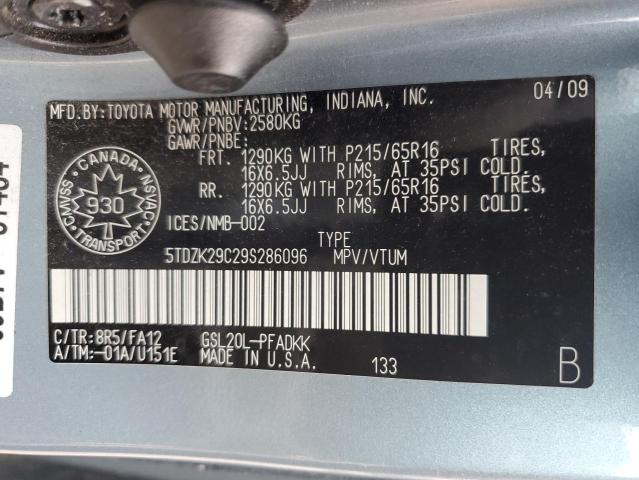 MFD.BY:TOYOTA MOTOR MANUFACTURING, INDIANA, INC. 04/09
GVWR/PNBV:2580KG
GAWR/PNBE:
FRT. 1290KG WITH P215/65R16 TIRES,
16X6.5JJ RIMS, AT 35PSI COLD.
RR. 1290KG WITH P215/65R16 TIRES,
16X6.5JJ RIMS, AT 35PSI COLD.
ICES/NMB-002
CANADA
CMVSS NSVAC
930
TRANSPORT
TYPE
5TDZK29C29S286096 MPV/VTUM
C/TR:8R5/FA12 GSL20L-PFADKK
A/TM:-01A/U151E MADE IN U.S.A. 133 B